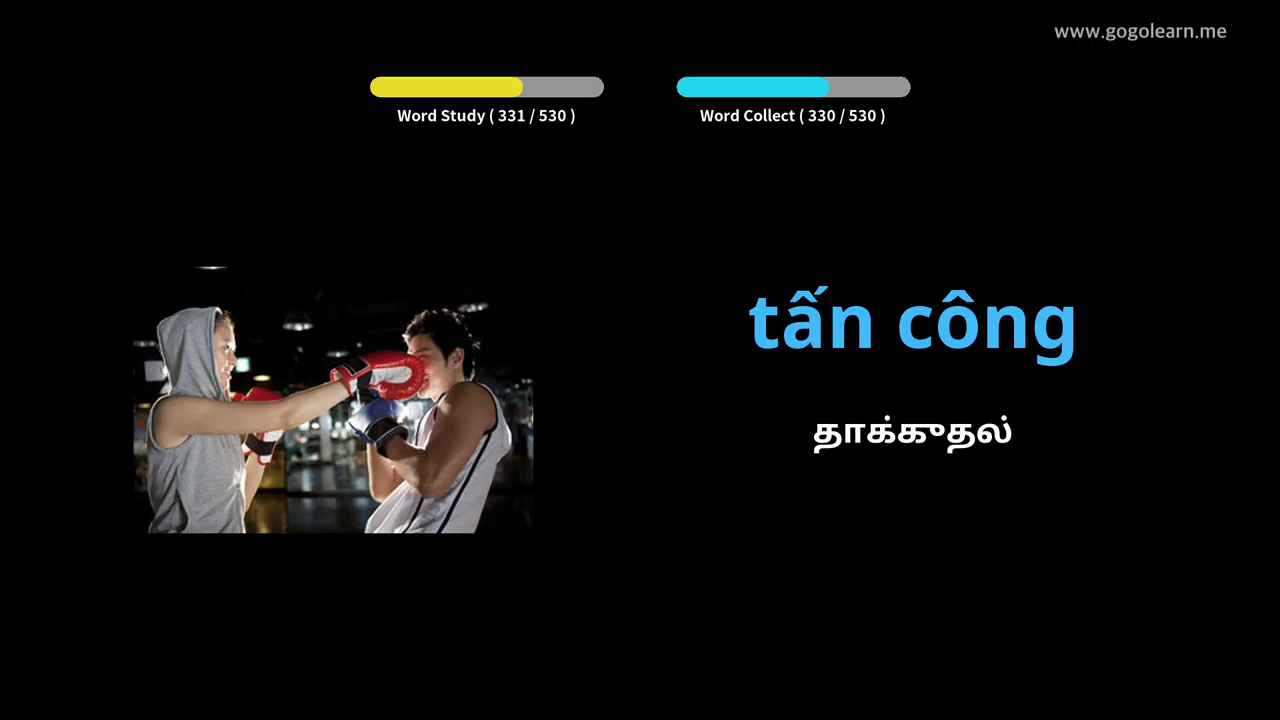 www.gogolearn.me
Word Study ( 331 / 530 )
Word Collect ( 330 / 530 )
tấn công
தாக்குதல்